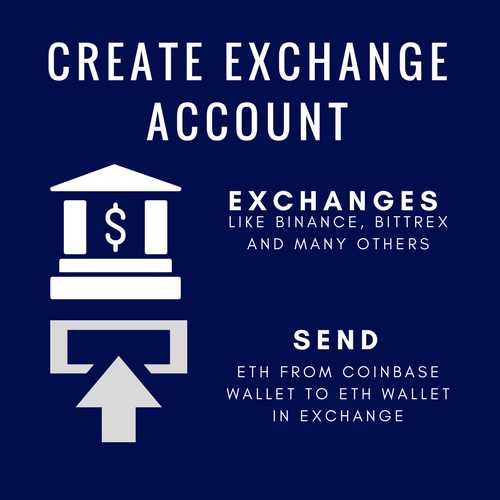 CREATE EXCHANGE
ACCOUNT
$
EXCHANGES
LIKE BINANCE, BITTREX
AND MANY OTHERS
SEND
ETH FROM COINBASE
WALLET TO ETH WALLET
IN EXCHANGE